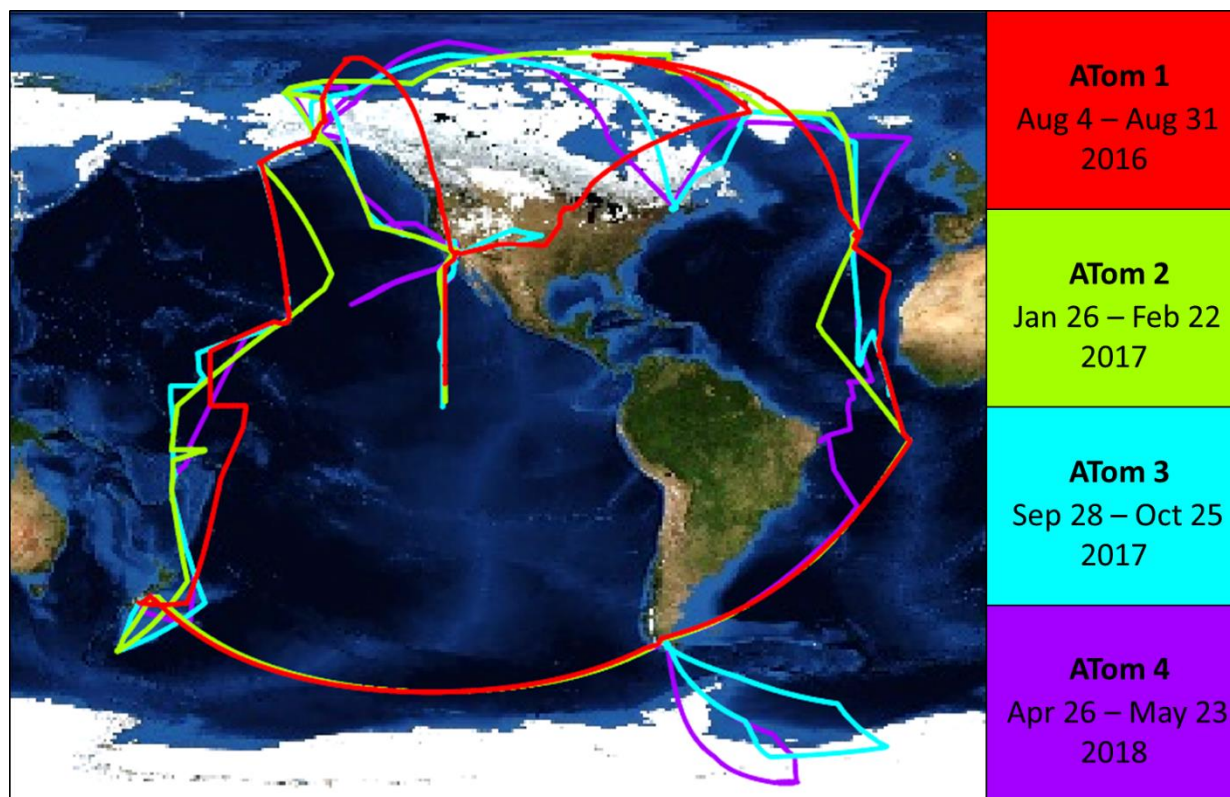 ATom 1
Aug 4 – Aug 31
2016
ATom 2
Jan 26 – Feb 22
2017
ATom 3
Sep 28 – Oct 25
2017
ATom 4
Apr 26 – May 23
2018